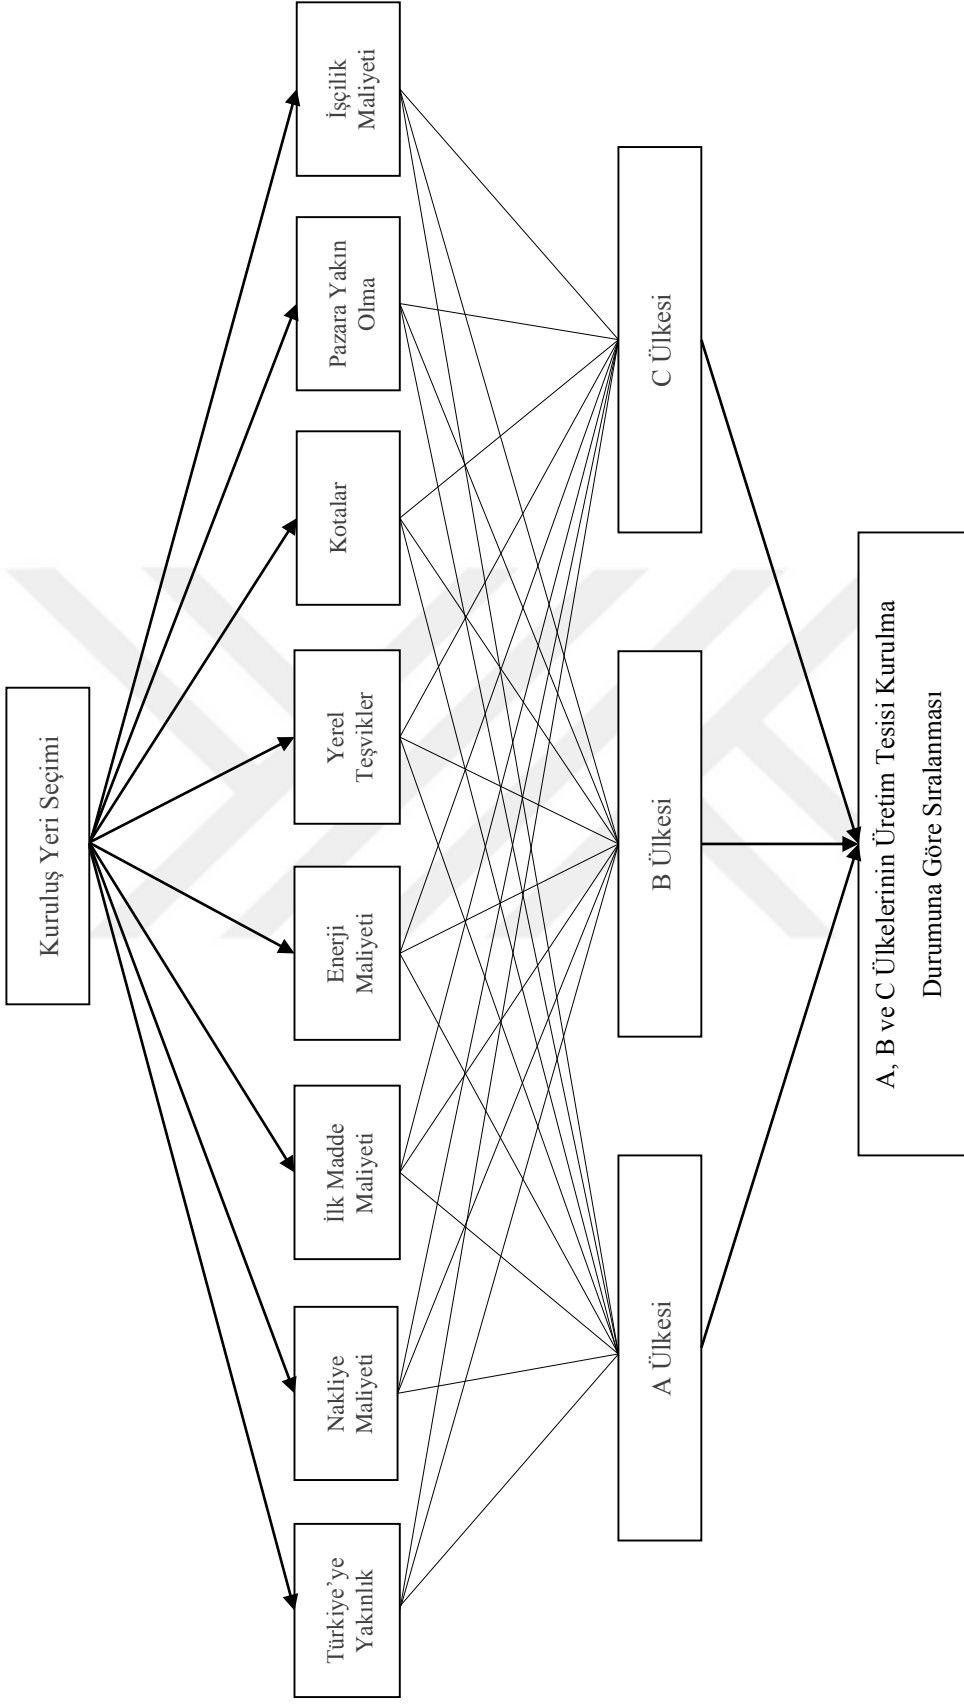 Kuruluş Yeri Seçimi
Türkiye’ye
Yakınlık
Nakliye
Maliyeti
İlk Madde
Maliyeti
Enerji
Maliyeti
Yerel
Teşvikler
Kotalar
Pazara Yakın
Olma
İşçilik
Maliyeti
A Ülkesi
B Ülkesi
C Ülkesi
A, B ve C Ülkelerinin Üretim Tesisi Kurulma
Durumuna Göre Sıralanması